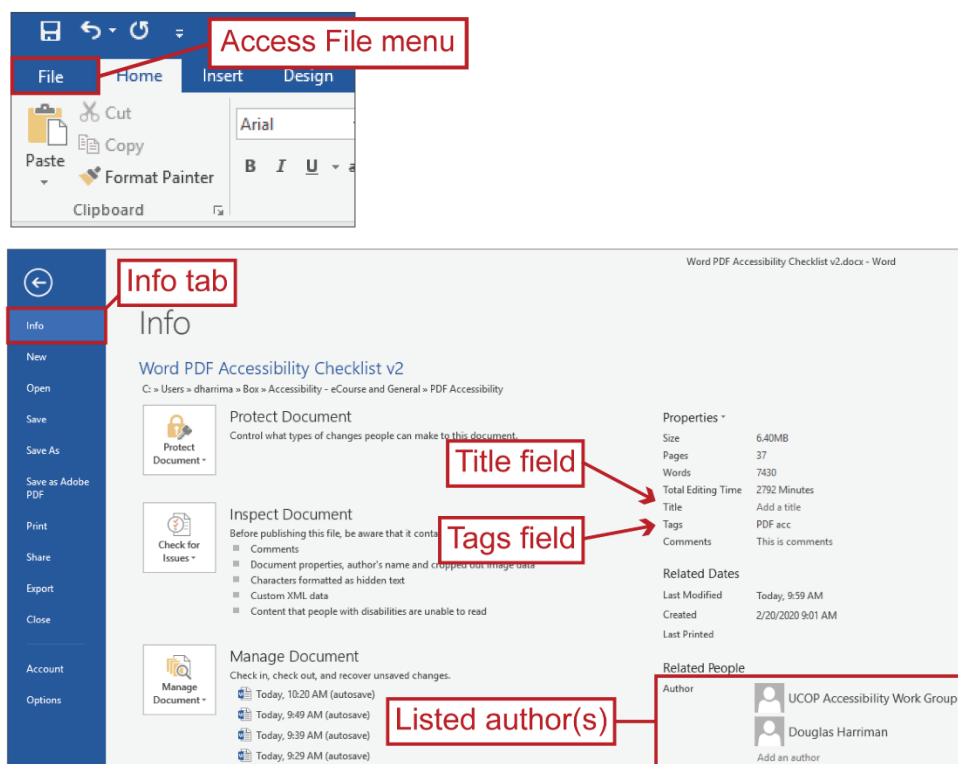 Access File menu
File Home Insert Design
Cut
Copy
Paste
Format Painter
Clipboard
Arial
B I U
Word PDF Accessibility Checklist v2.docx - Word
Info tab
Info
New
Open
Save
Save As
Save as Adobe
PDF
Print
Share
Export
Close
Account
Options
Info
Word PDF Accessibility Checklist v2
C: » Users » dharrima » Box » Accessibility - eCourse and General » PDF Accessibility
Protect
Document
Protect Document
Control what types of changes people can make to this document.
Check for
Issues
Inspect Document
Before publishing this file, be aware that it
Comments
Document properties, author's name and cropped out image data
Characters formatted as hidden text
Custom XML data
Content that people with disabilities are unable to read
Manage
Document
Manage Document
Check in, check out, and recover unsaved changes.
Today, 10:20 AM (autosave)
Today, 9:49 AM (autosave)
Today, 9:39 AM (autosave)
Today, 9:29 AM (autosave)
Title field
Tags field
Listed author(s)
Properties
Size 6.40MB
Pages 37
Words 7430
Total Editing Time 2792 Minutes
Title Add a title
Tags PDF acc
Comments This is comments
Related Dates
Last Modified Today, 9:59 AM
Created 2/20/2020 9:01 AM
Last Printed
Related People
Author UCOP Accessibility Work Group
Douglas Harriman
Add an author